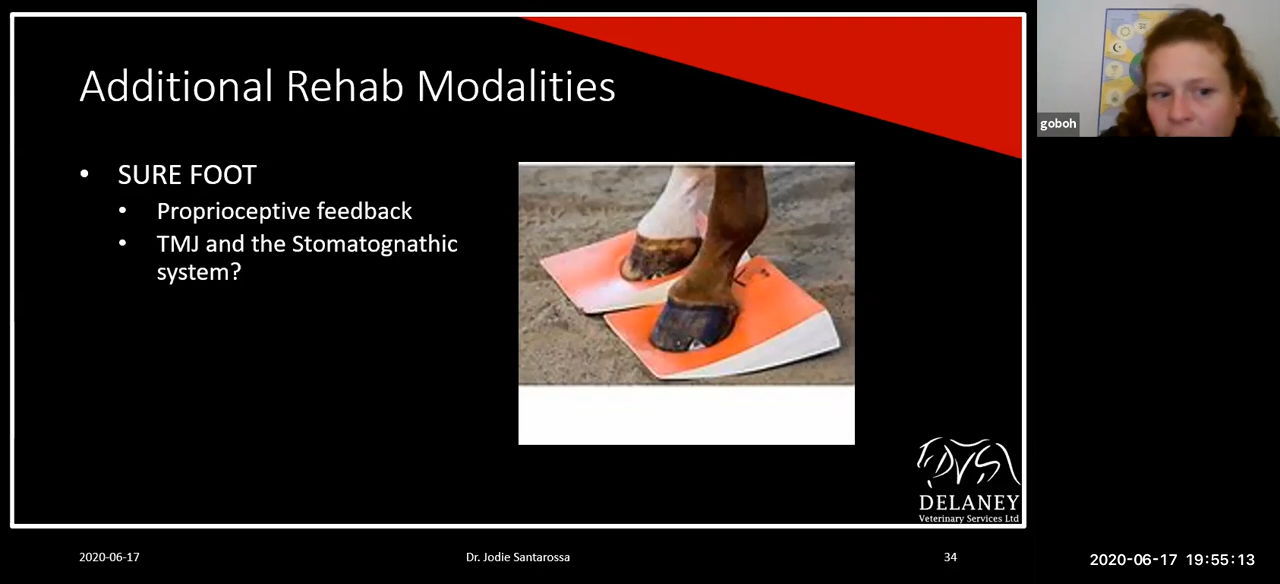 Additional Rehab Modalities
• SURE FOOT
• Proprioceptive feedback
• TMJ and the Stomatognathic
system?
goboh
DVS
DELANEY
Veterinary Services Ltd
2020-06-17
Dr. Jodie Santarossa
34
2020-06-17 19:55:13